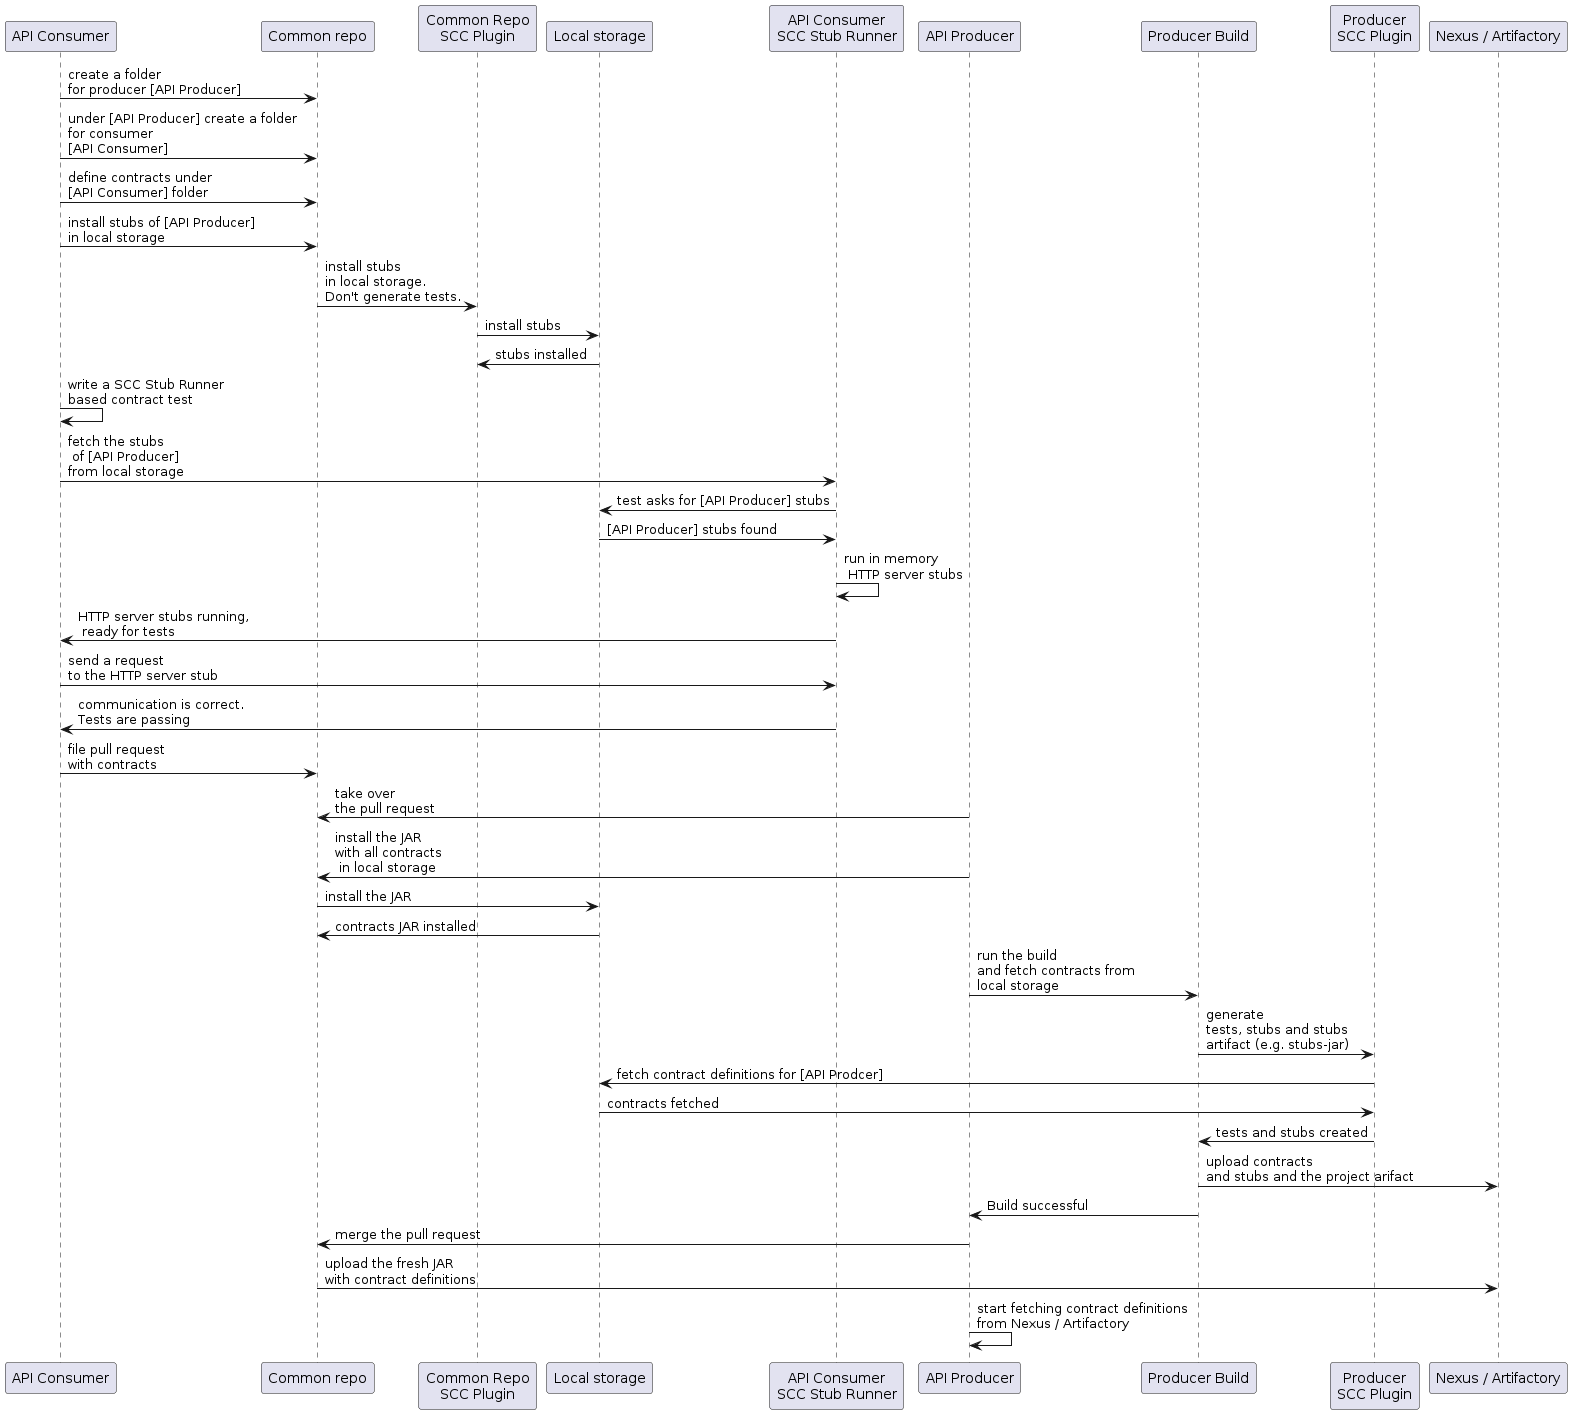 API Consumer
Common repo
Common Repo
SCC Plugin
Local storage
API Consumer
SCC Stub Runner
API Producer
Producer Build
Producer
SCC Plugin
Nexus / Artifactory
create a folder
for producer [API Producer]
under [API Producer] create a folder
for consumer
[API Consumer]
define contracts under
[API Consumer] folder
install stubs of [API Producer]
in local storage
install stubs
in local storage.
Don't generate tests.
install stubs
stubs installed
write a SCC Stub Runner
based contract test
fetch the stubs
of [API Producer]
from local storage
test asks for [API Producer] stubs
[API Producer] stubs found
run in memory
HTTP server stubs
HTTP server stubs running,
ready for tests
send a request
to the HTTP server stub
communication is correct.
Tests are passing
file pull request
with contracts
take over
the pull request
install the JAR
with all contracts
in local storage
install the JAR
contracts JAR installed
run the build
and fetch contracts from
local storage
generate
tests, stubs and stubs
artifact (e.g. stubs-jar)
fetch contract definitions for [API Prodcer]
contracts fetched
tests and stubs created
upload contracts
and stubs and the project arifact
Build successful
merge the pull request
upload the fresh JAR
with contract definitions
start fetching contract definitions
from Nexus / Artifactory
API Consumer
Common repo
Common Repo
SCC Plugin
Local storage
API Consumer
SCC Stub Runner
API Producer
Producer Build
Producer
SCC Plugin
Nexus / Artifactory